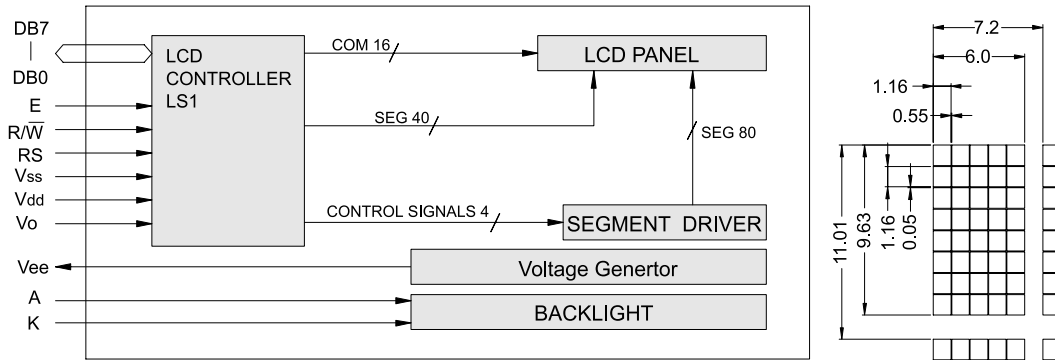 DB7
DB0
E
R/W
RS
Vss
Vdd
Vo
Vee
A
K
LCD
CONTROLLER
LS1
COM 16
SEG 40
CONTROL SIGNALS 4
LCD PANEL
SEG 80
SEGMENT DRIVER
Voltage Genertor
BACKLIGHT
7.2
6.0
1.16
0.55
11.01
9.63
1.16
0.05